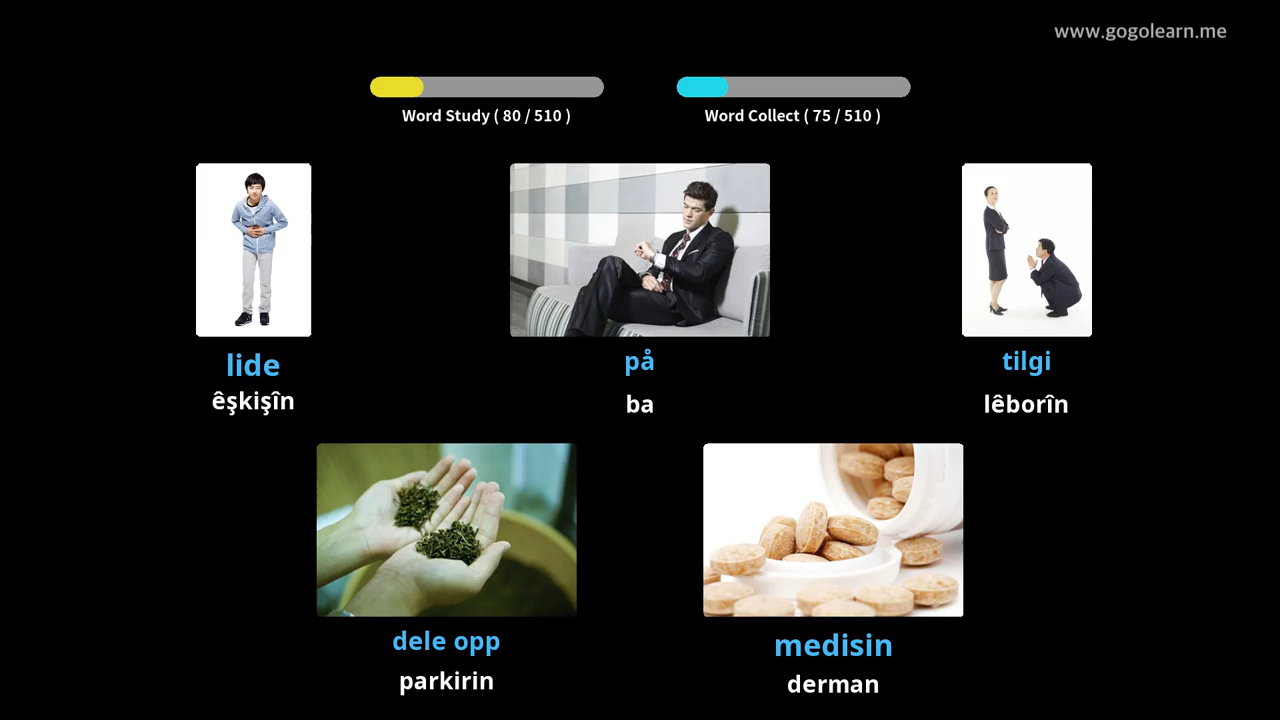 www.gogolearn.me
Word Study ( 80 / 510 )
Word Collect ( 75 / 510 )
lide
êşkişîn
på
ba
tilgi
lêborîn
dele opp
parkirin
medisin
derman